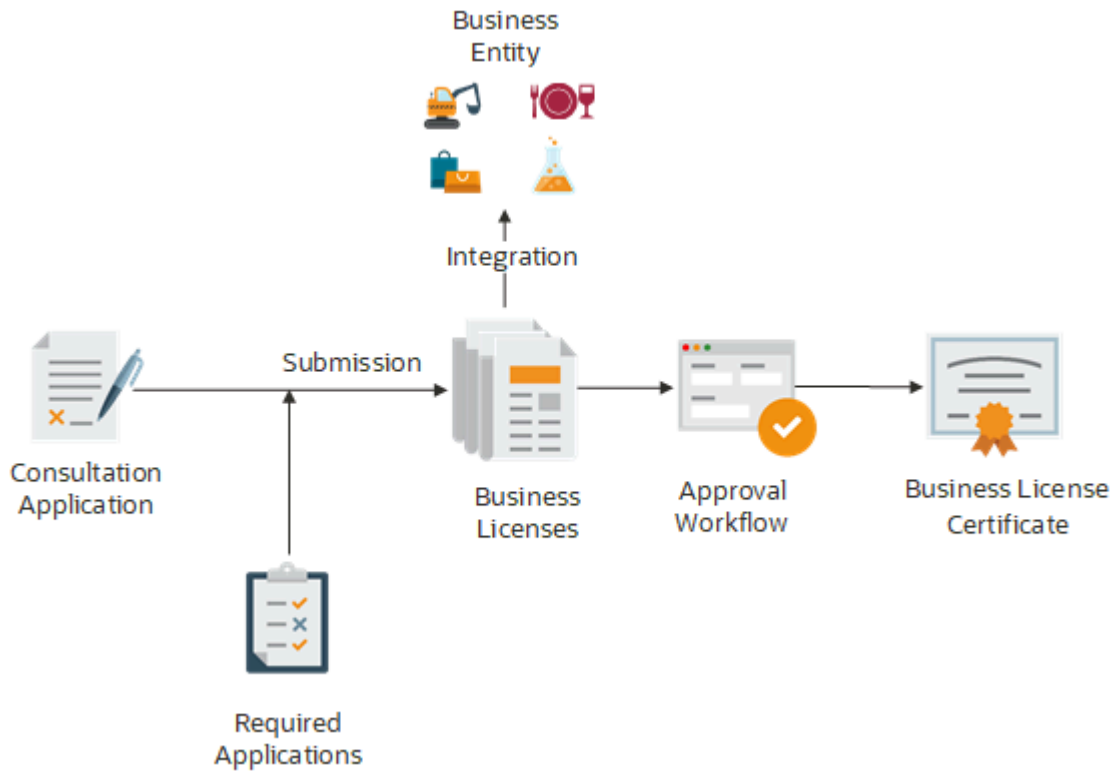 Business
Entity
Integration
Submission
Consultation
Application
Business
Licenses
Approval
Workflow
Business License
Certificate
Required
Applications